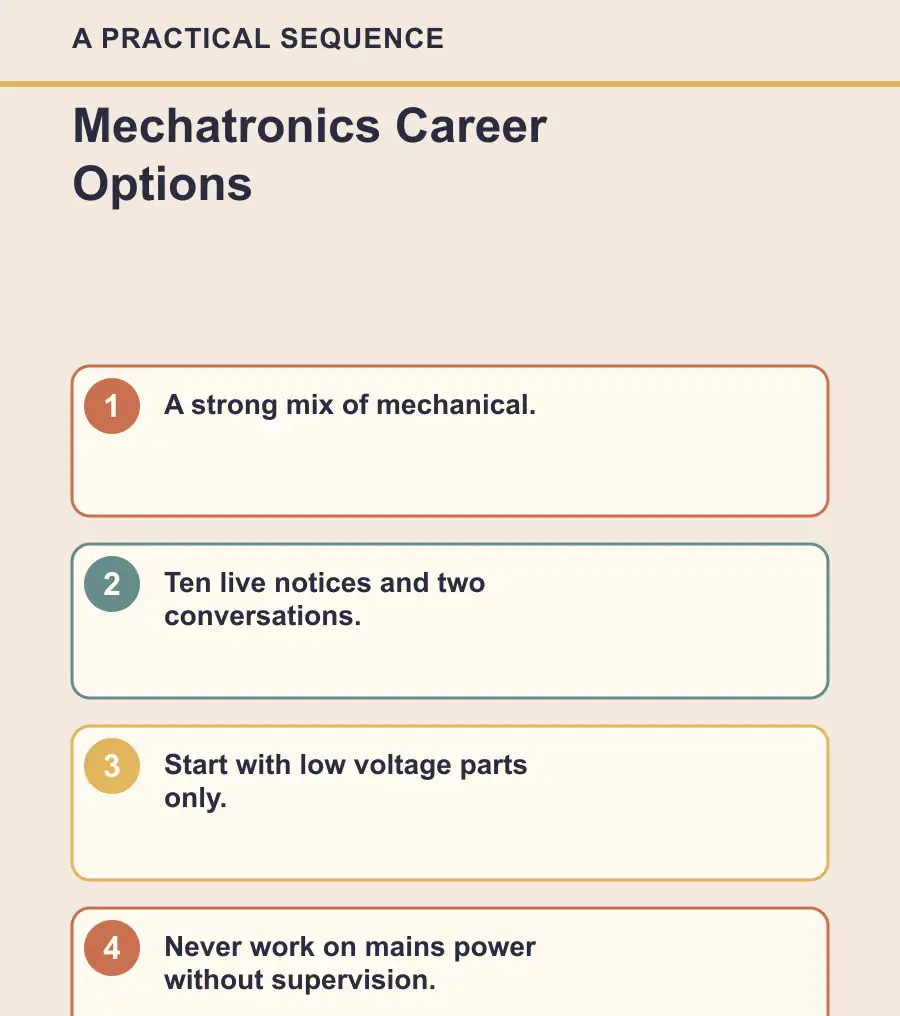 A PRACTICAL SEQUENCE
Mechatronics Career
Options
1
A strong mix of mechanical.
2
Ten live notices and two
conversations.
3
Start with low voltage parts
only.
4
Never work on mains power
without supervision.